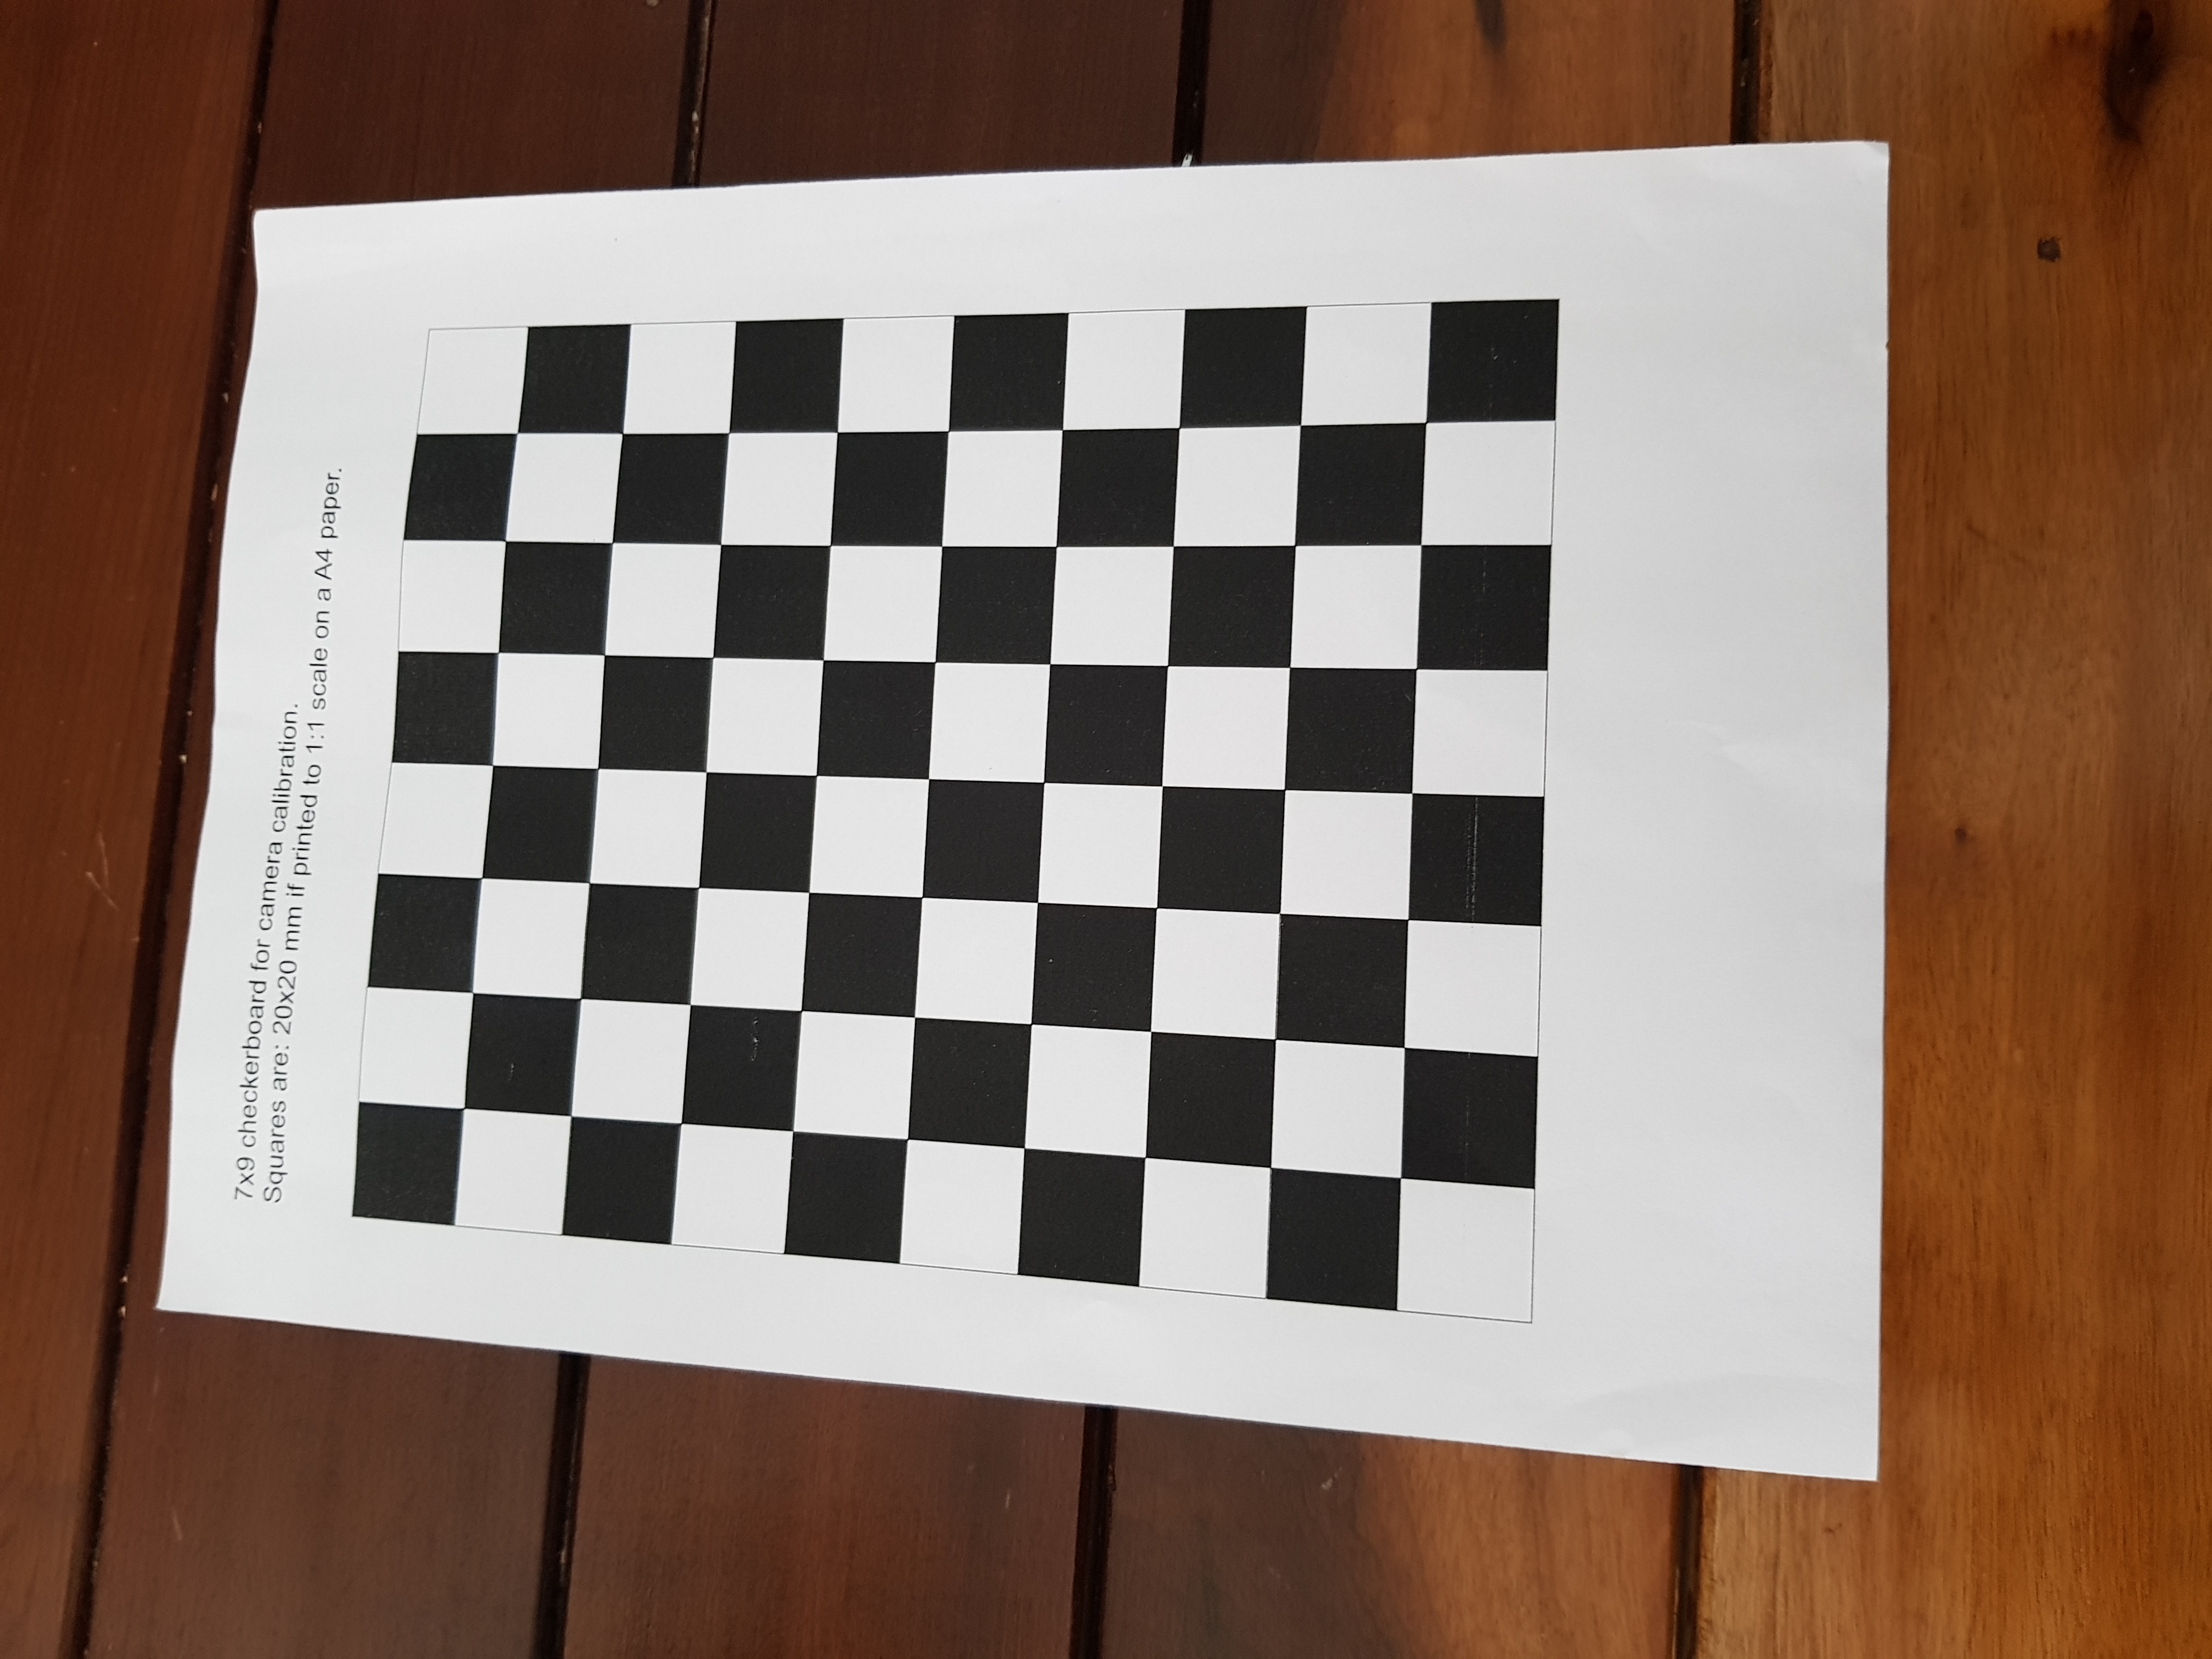 7x9 checkerboard for camera calibration.
Squares are: 20x20 mm if printed to 1:1 scale on a A4 paper.